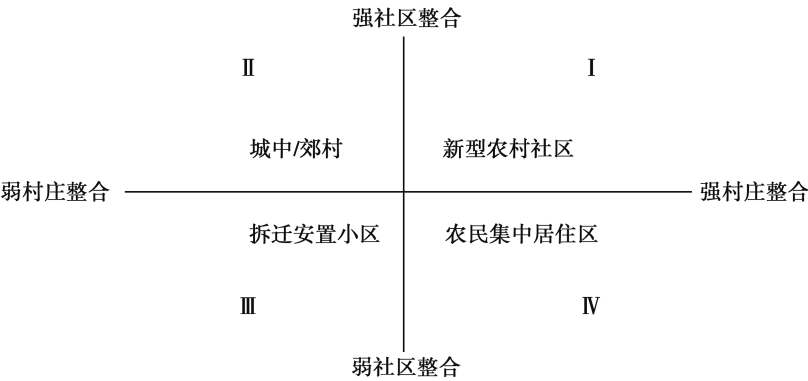 强社区整合
Ⅱ
Ⅰ
城中/郊村
新型农村社区
弱村庄整合
强村庄整合
拆迁安置小区
农民集中居住区
Ⅲ
Ⅳ
弱社区整合